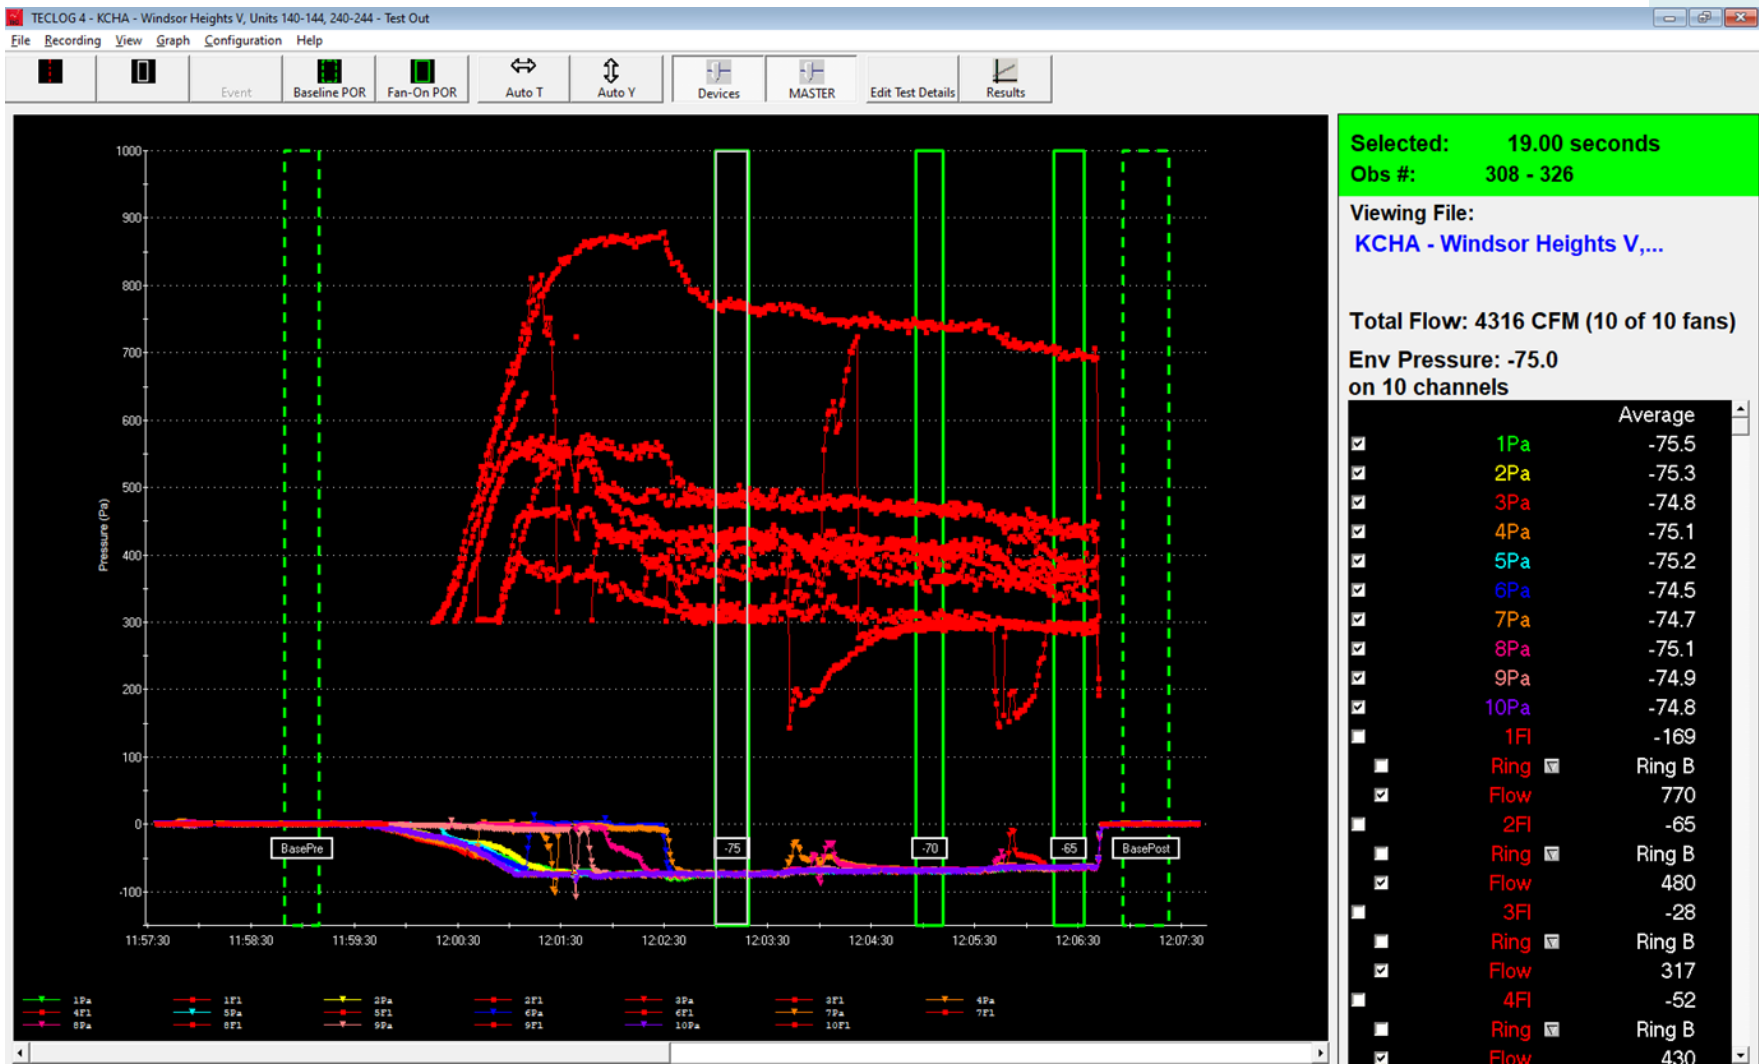 TECLOG 4 - KCHA - Windsor Heights V, Units 140-144, 240-244 - Test Out
File Recording View Graph Configuration Help
Event Baseline POR Fan-On POR Auto T Auto Y Devices MASTER Edit Test Details Results
Selected: 19.00 seconds
Obs #: 308 - 326
Viewing File:
KCHA - Windsor Heights V,...
Total Flow: 4316 CFM (10 of 10 fans)
Env Pressure: -75.0
on 10 channels
Average
1Pa -75.5
2Pa -75.3
3Pa -74.8
4Pa -75.1
5Pa -75.2
6Pa -74.5
7Pa -74.7
8Pa -75.1
9Pa -74.9
10Pa -74.8
1Fl -169
Ring Ring B
Flow 770
2Fl -65
Ring Ring B
Flow 480
3Fl -28
Ring Ring B
Flow 317
4Fl -52
Ring Ring B
Flow 430
Pressure (Pa)
1000
900
800
700
600
500
400
300
200
100
0
-100
BasePre -75 -70 -65 BasePost
11:57:30 11:58:30 11:59:30 12:00:30 12:01:30 12:02:30 12:03:30 12:04:30 12:05:30 12:06:30 12:07:30
1Pa 1Fl 2Pa 2Fl 3Pa 3Fl 4Pa
4Fl 5Pa 5Fl 6Pa 6Fl 7Pa 7Fl
8Pa 8Fl 9Pa 9Fl 10Pa 10Fl